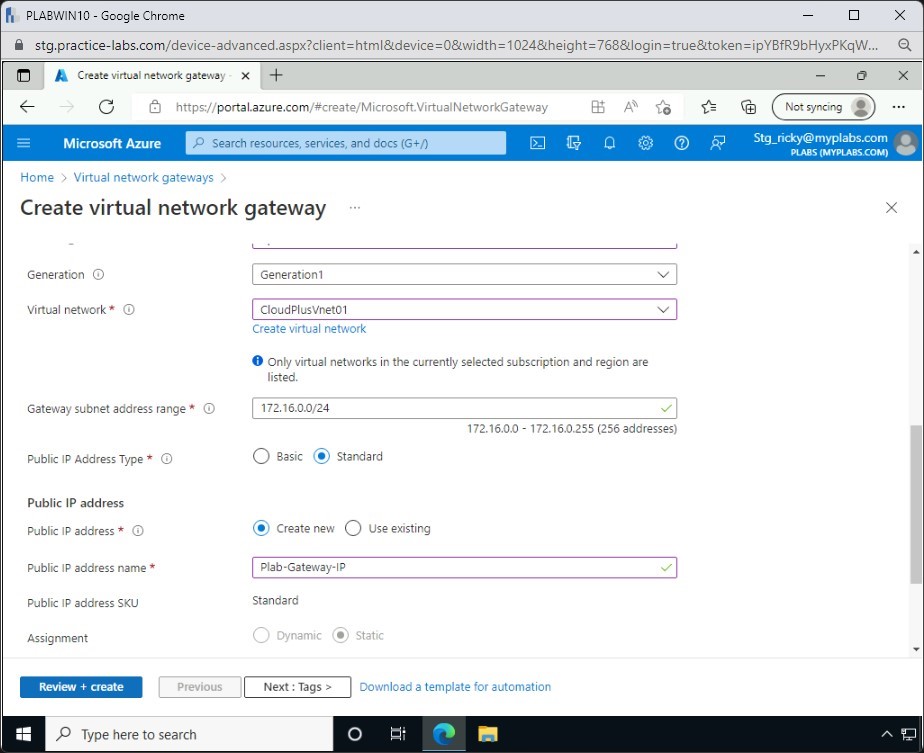 PLABWIN10 - Google Chrome
stg.practice-labs.com/device-advanced.aspx?client=html&device=0&width=1024&height=768&login=true&token=ipYBfR9bHyxPKqW...
Create virtual network gateway -
https://portal.azure.com/#create/Microsoft.VirtualNetworkGateway
Not syncing
Microsoft Azure
Search resources, services, and docs (G+/)
Stg_ricky@myplabs.com
PLABS (MYPLABS.COM)
Home > Virtual network gateways >
Create virtual network gateway ...
Generation
Generation1
Virtual network *
CloudPlusVnet01
Create virtual network
Only virtual networks in the currently selected subscription and region are
listed.
Gateway subnet address range *
172.16.0.0/24
172.16.0.0 - 172.16.0.255 (256 addresses)
Public IP Address Type *
Basic Standard
Public IP address
Public IP address *
Create new Use existing
Public IP address name *
Plab-Gateway-IP
Public IP address SKU
Standard
Assignment
Dynamic Static
Review + create
Previous
Next : Tags >
Download a template for automation
Type here to search